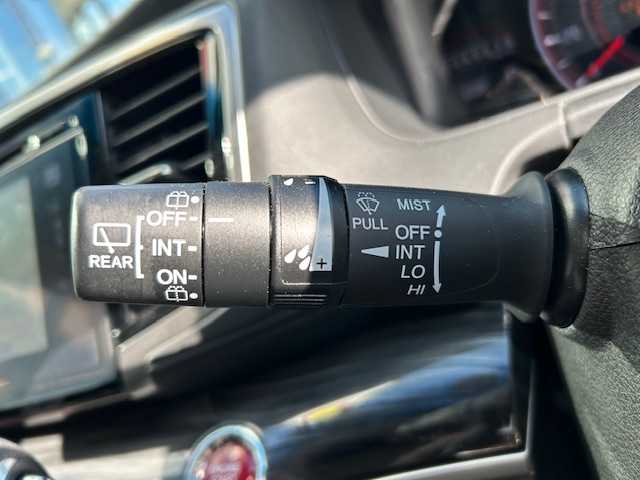 OFF
INT
ON
REAR
PULL
MIST
OFF
INT
LO
HI